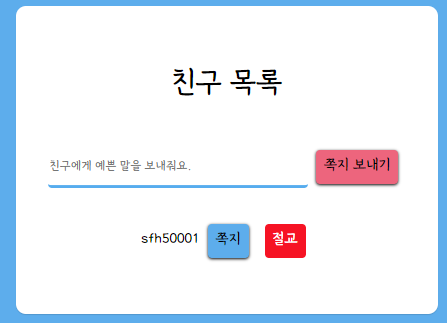 친구 목록
친구에게 예쁜 말을 보내줘요. 쪽지 보내기
sfh50001 쪽지 절교